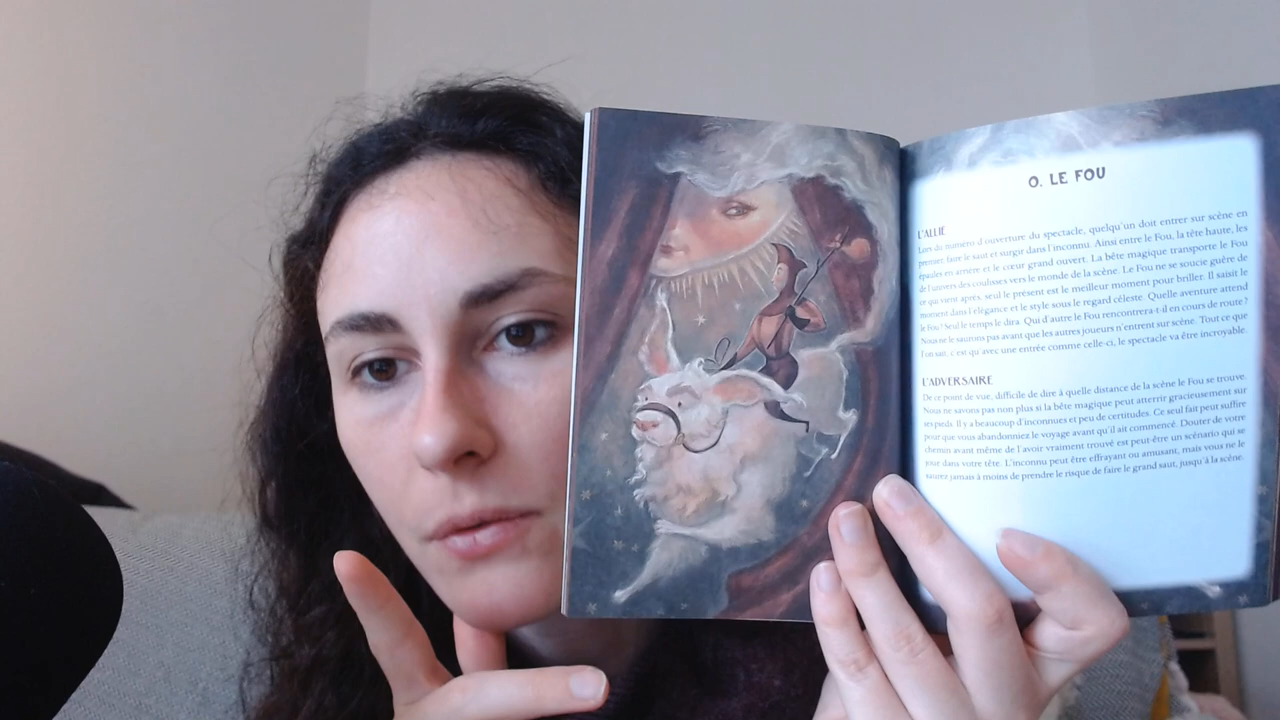 0. LE FOU
L'ALLIÉ
Lors du numéro d'ouverture du spectacle, quelqu'un doit entrer sur scène en
premier, faire le saut et surgir dans l'inconnu. Ainsi entre le Fou, la tête haute, les
épaules en arrière et le cœur grand ouvert. La bête magique transporte le Fou
de l'univers des coulisses vers le monde de la scène. Le Fou ne se soucie guère de
ce qui vient après, seul le présent est le meilleur moment pour briller. Il saisit le
moment dans l'élégance et le style sous le regard céleste. Quelle aventure attend
le Fou ? Seul le temps le dira. Qui d'autre le Fou rencontrera-t-il en cours de route ?
Nous ne le saurons pas avant que les autres joueurs n'entrent sur scène. Tout ce que
l'on sait, c'est qu'avec une entrée comme celle-ci, le spectacle va être incroyable.
L'ADVERSAIRE
De ce point de vue, difficile de dire à quelle distance de la scène le Fou se trouve.
Nous ne savons pas non plus si la bête magique peut atterrir gracieusement sur
ses pieds. Il y a beaucoup d'inconnues et peu de certitudes. Ce seul fait peut suffire
pour que vous abandonniez le voyage avant qu'il ait commencé. Douter de votre
chemin avant même de l'avoir vraiment trouvé est peut-être un scénario qui se
joue dans votre tête. L'inconnu peut être effrayant ou amusant, mais vous ne le
saurez jamais à moins de prendre le risque de faire le grand saut, jusqu'à la scène.